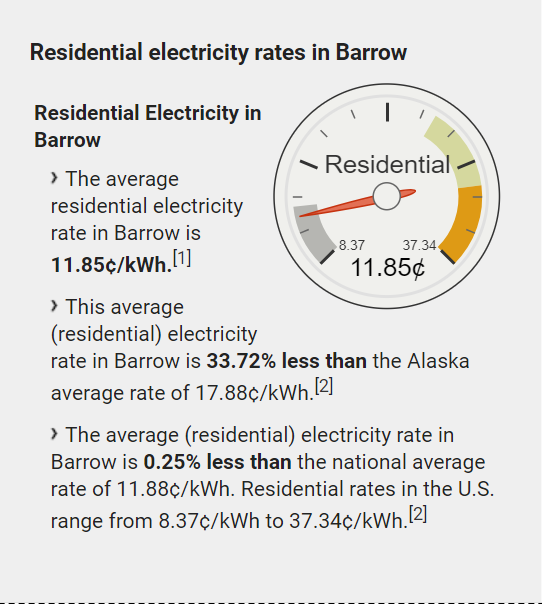 Residential electricity rates in Barrow
Residential Electricity in
Barrow
› The average
residential electricity
rate in Barrow is
11.85¢/kWh.[1]
Residential
8.37
37.34
11.85¢
› This average
(residential) electricity
rate in Barrow is 33.72% less than the Alaska
average rate of 17.88¢/kWh.[2]
› The average (residential) electricity rate in
Barrow is 0.25% less than the national average
rate of 11.88¢/kWh. Residential rates in the U.S.
range from 8.37¢/kWh to 37.34¢/kWh.[2]